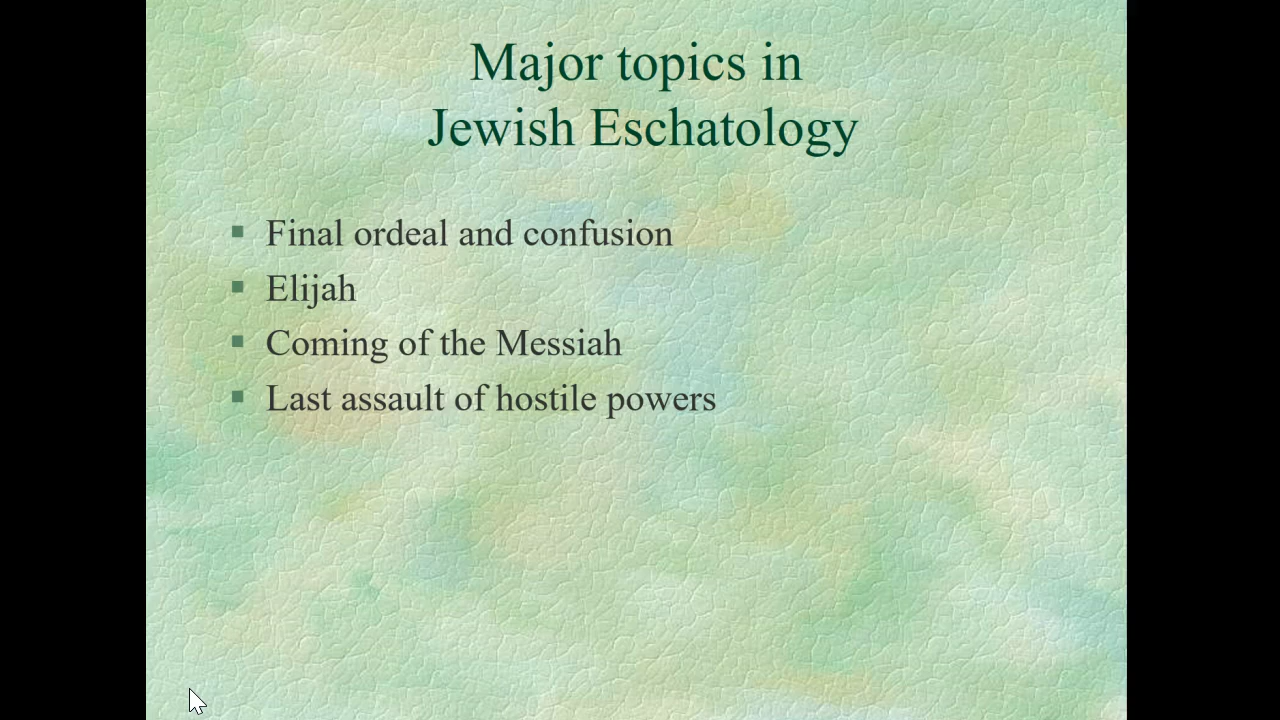 Major topics in
Jewish Eschatology
Final ordeal and confusion
Elijah
Coming of the Messiah
Last assault of hostile powers